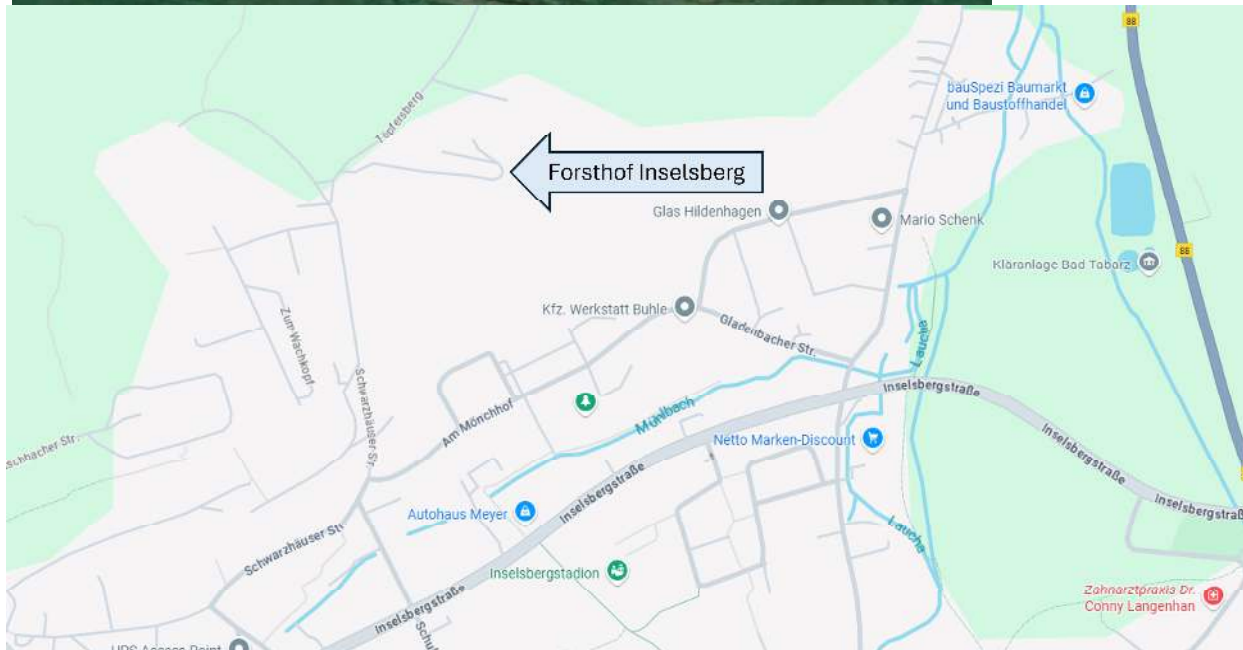 88
bauSpezi Baumarkt
und Baustoffhandel
Töpfersberg
Forsthof Inselsberg
Glas Hildenhagen
Mario Schenk
88
Kläranlage Bad Tabarz
Kfz. Werkstatt Buhle
Gladenbacher Str.
Zum Wachkopf
Laucha
Schwarzhäuser Str.
Inselsbergstraße
Am Mönchhof
Mühlbach
Netto Marken-Discount
Inselsbergstraße
Inselsbergstraße
Inselsbergstraße
Autohaus Meyer
Laucha
Schwarzhäuser Str
Inselsbergstadion
Zahnarztpraxis Dr.
Conny Langenhan
Inselsbergstraße